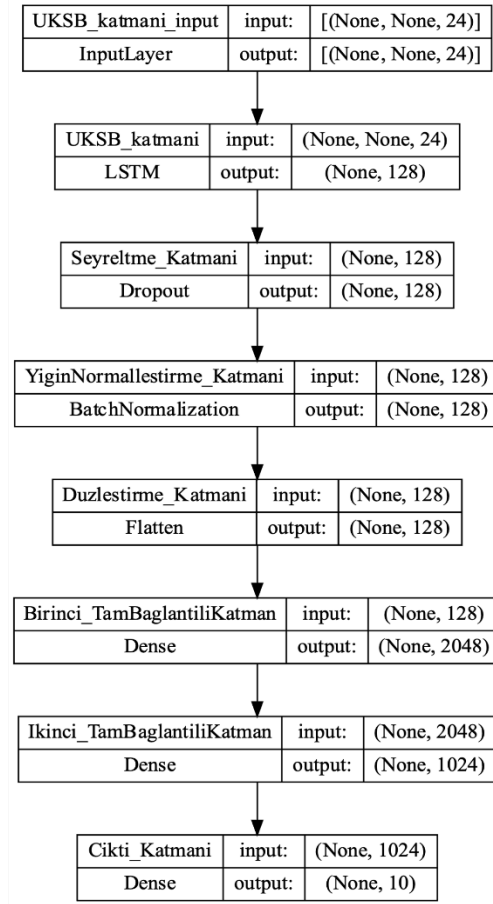 UKSB_katmani_input input: [(None, None, 24)]
InputLayer output: [(None, None, 24)]
UKSB_katmani input: (None, None, 24)
LSTM output: (None, 128)
Seyreltme_Katmani input: (None, 128)
Dropout output: (None, 128)
YiginNormallestirme_Katmani input: (None, 128)
BatchNormalization output: (None, 128)
Duzlestirme_Katmani input: (None, 128)
Flatten output: (None, 128)
Birinci_TamBaglantiliKatman input: (None, 128)
Dense output: (None, 2048)
Ikinci_TamBaglantiliKatman input: (None, 2048)
Dense output: (None, 1024)
Cikti_Katmani input: (None, 1024)
Dense output: (None, 10)